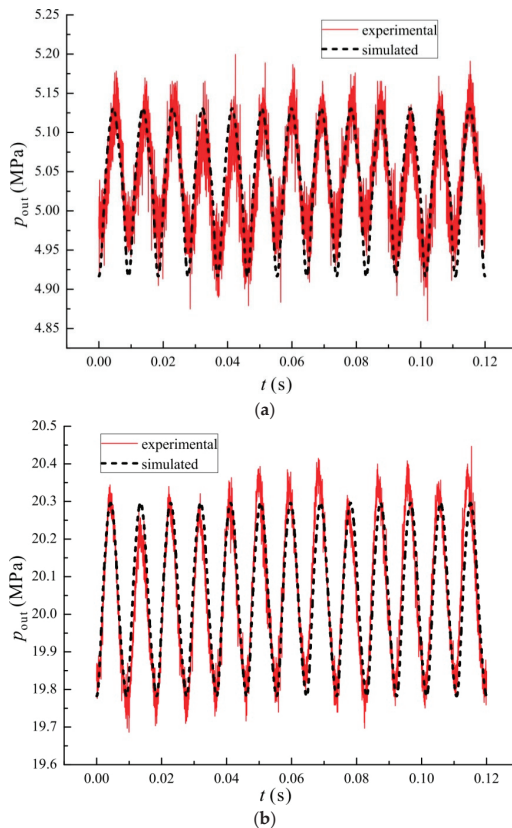 5.25
5.20
5.15
5.10
5.05
5.00
4.95
4.90
4.85
experimental
simulated
p_out (MPa)
0.00 0.02 0.04 0.06 0.08 0.10 0.12
t (s)
(a)
20.5
20.4
20.3
20.2
20.1
20.0
19.9
19.8
19.7
19.6
experimental
simulated
p_out (MPa)
0.00 0.02 0.04 0.06 0.08 0.10 0.12
t (s)
(b)